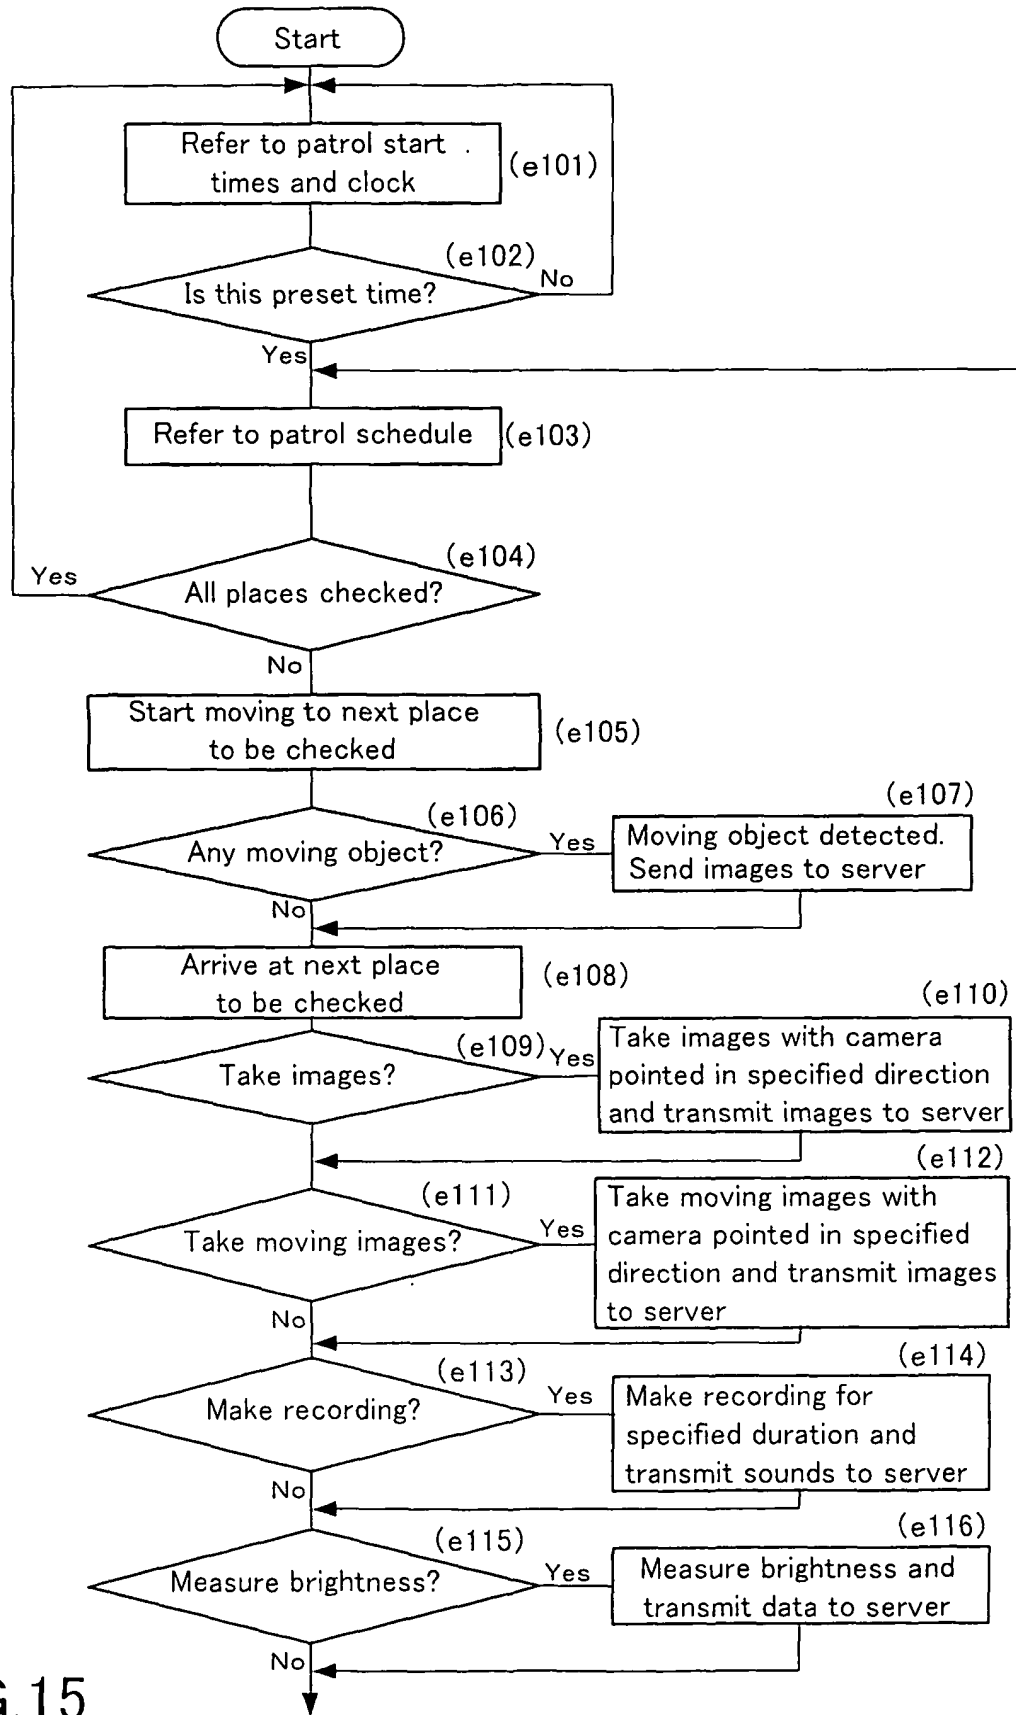 Start
Refer to patrol start
times and clock
(e101)
(e102)
Is this preset time?
No
Yes
Refer to patrol schedule
(e103)
(e104)
Yes
All places checked?
No
Start moving to next place
to be checked
(e105)
(e106)
Any moving object?
Yes
(e107)
Moving object detected.
Send images to server
No
Arrive at next place
to be checked
(e108)
(e109)
Take images?
Yes
(e110)
Take images with camera
pointed in specified direction
and transmit images to server
(e111)
Take moving images?
Yes
(e112)
Take moving images with
camera pointed in specified
direction and transmit images
to server
No
(e113)
Make recording?
Yes
(e114)
Make recording for
specified duration and
transmit sounds to server
No
(e115)
Measure brightness?
Yes
(e116)
Measure brightness and
transmit data to server
No
G.15